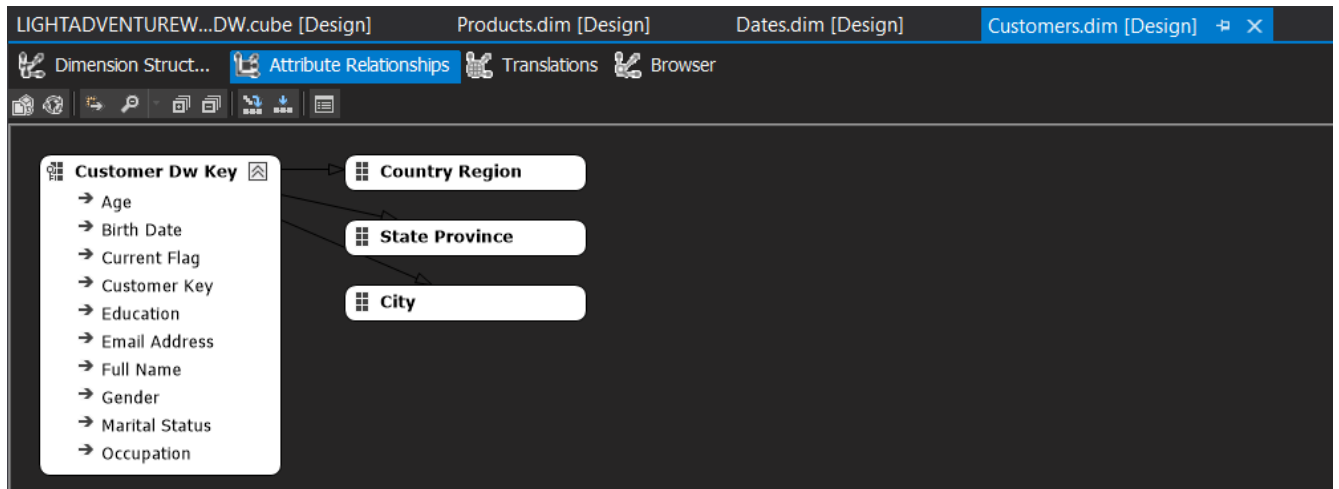 LIGHTADVENTUREW...DW.cube [Design] Products.dim [Design] Dates.dim [Design] Customers.dim [Design]
Dimension Struct... Attribute Relationships Translations Browser
Customer Dw Key
Age
Birth Date
Current Flag
Customer Key
Education
Email Address
Full Name
Gender
Marital Status
Occupation
Country Region
State Province
City